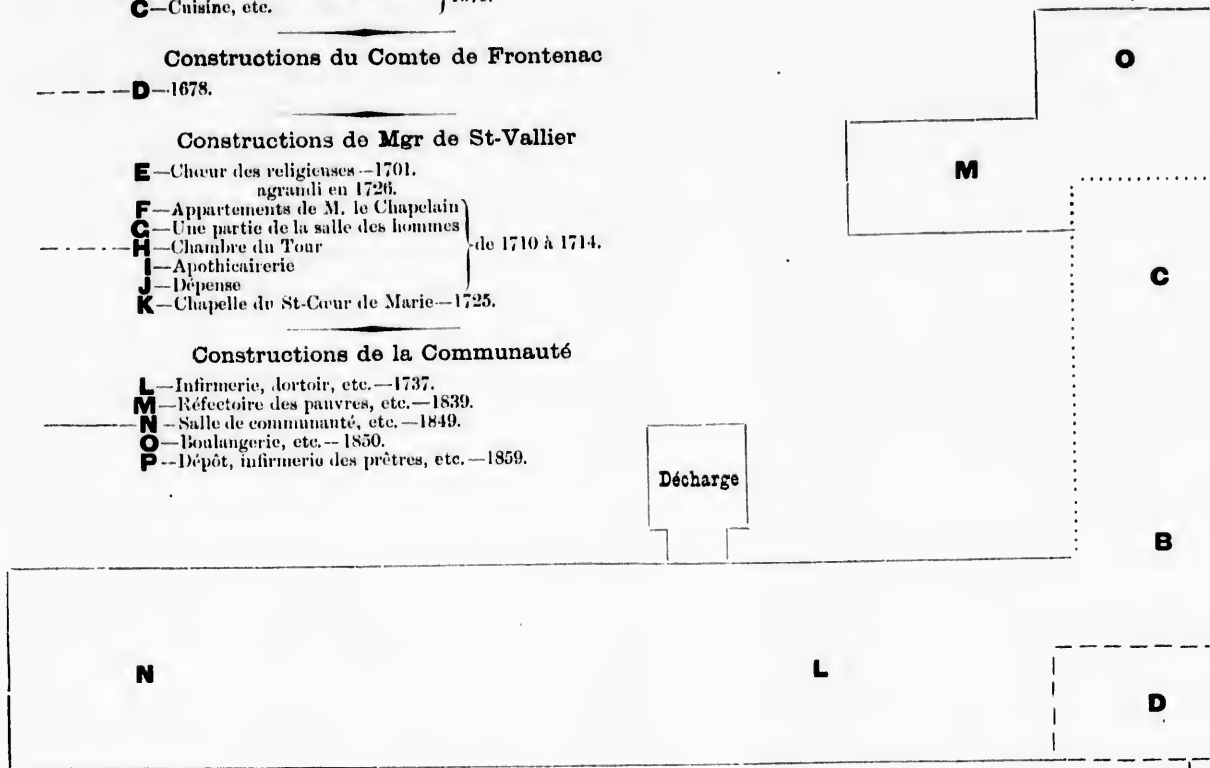 C—Cuisine, etc.
Constructions du Comte de Frontenac
D—1678.
Constructions de Mgr de St-Vallier
E—Chœur des religieuses—1701.
agrandi en 1726.
F—Appartements de M. le Chapelain
G—Une partie de la salle des hommes
H—Chambre du Tour
I—Apothicairerie
J—Dépense
de 1710 à 1714.
K—Chapelle du St-Cœur de Marie—1725.
Constructions de la Communauté
L—Infirmerie, dortoir, etc.—1737.
M—Réfectoire des pauvres, etc.—1839.
N—Salle de communauté, etc.—1849.
O—Boulangerie, etc.—1850.
P—Dépôt, infirmerie des prêtres, etc.—1859.
O
M
C
Décharge
B
N
L
D